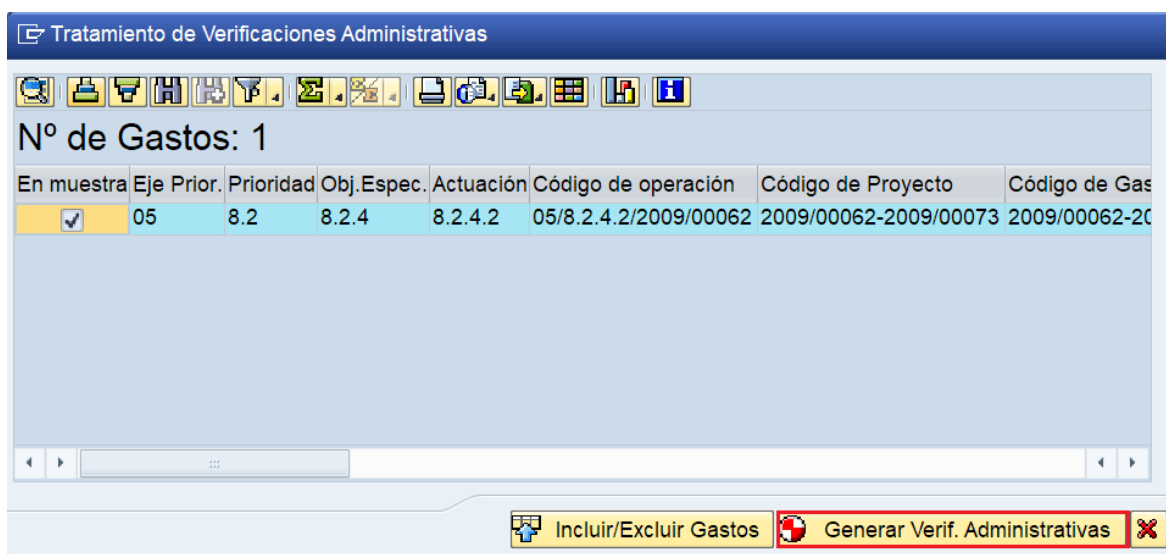 Tratamiento de Verificaciones Administrativas
Nº de Gastos: 1
En muestra Eje Prior. Prioridad Obj.Espec. Actuación Código de operación Código de Proyecto Código de Gas
05 8.2 8.2.4 8.2.4.2 05/8.2.4.2/2009/00062 2009/00062-2009/00073 2009/00062-20
Incluir/Excluir Gastos Generar Verif. Administrativas